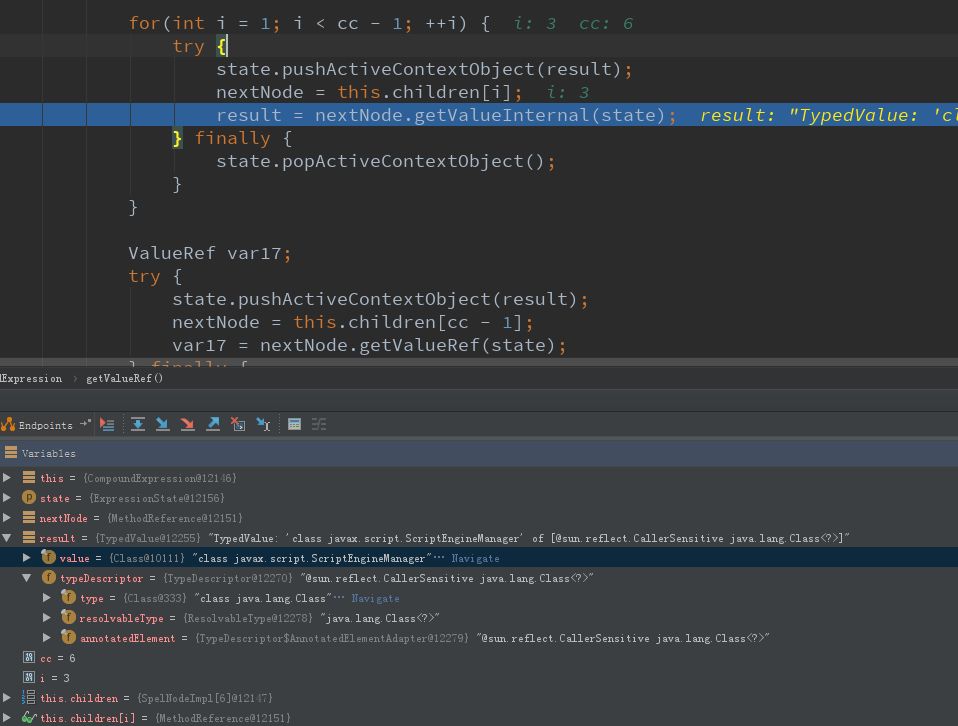 for(int i = 1; i < cc - 1; ++i) {  i: 3  cc: 6
try {
state.pushActiveContextObject(result);
nextNode = this.children[i];  i: 3
result = nextNode.getValueInternal(state);  result: "TypedValue: 'cl
} finally {
state.popActiveContextObject();
}
}
ValueRef var17;
try {
state.pushActiveContextObject(result);
nextNode = this.children[cc - 1];
var17 = nextNode.getValueRef(state);
} finally {
dExpression › getValueRef()
Endpoints
Variables
this = {CompoundExpression@12146}
state = {ExpressionState@12156}
nextNode = {MethodReference@12151}
result = {TypedValue@12255} "TypedValue: 'class javax.script.ScriptEngineManager' of [@sun.reflect.CallerSensitive java.lang.Class<?>]"
value = {Class@10111} "class javax.script.ScriptEngineManager"… Navigate
typeDescriptor = {TypeDescriptor@12270} "@sun.reflect.CallerSensitive java.lang.Class<?>"
type = {Class@333} "class java.lang.Class"… Navigate
resolvableType = {ResolvableType@12278} "java.lang.Class<?>"
annotatedElement = {TypeDescriptor$AnnotatedElementAdapter@12279} "@sun.reflect.CallerSensitive java.lang.Class<?>"
cc = 6
i = 3
this.children = {SpelNodeImpl[6]@12147}
this.children[i] = {MethodReference@12151}